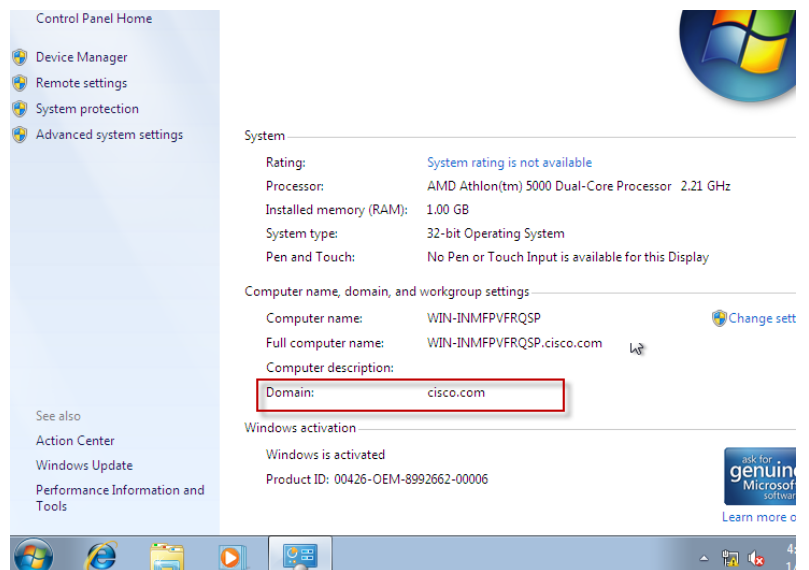 Control Panel Home
Device Manager
Remote settings
System protection
Advanced system settings
System
Rating: System rating is not available
Processor: AMD Athlon(tm) 5000 Dual-Core Processor 2.21 GHz
Installed memory (RAM): 1.00 GB
System type: 32-bit Operating System
Pen and Touch: No Pen or Touch Input is available for this Display
Computer name, domain, and workgroup settings
Computer name: WIN-INMFPVFRQSP
Change sett
Full computer name: WIN-INMFPVFRQSP.cisco.com
Computer description:
Domain: cisco.com
Windows activation
Windows is activated
Product ID: 00426-OEM-8992662-00006
ask for
genuine
Microsoft
software
Learn more o
See also
Action Center
Windows Update
Performance Information and
Tools